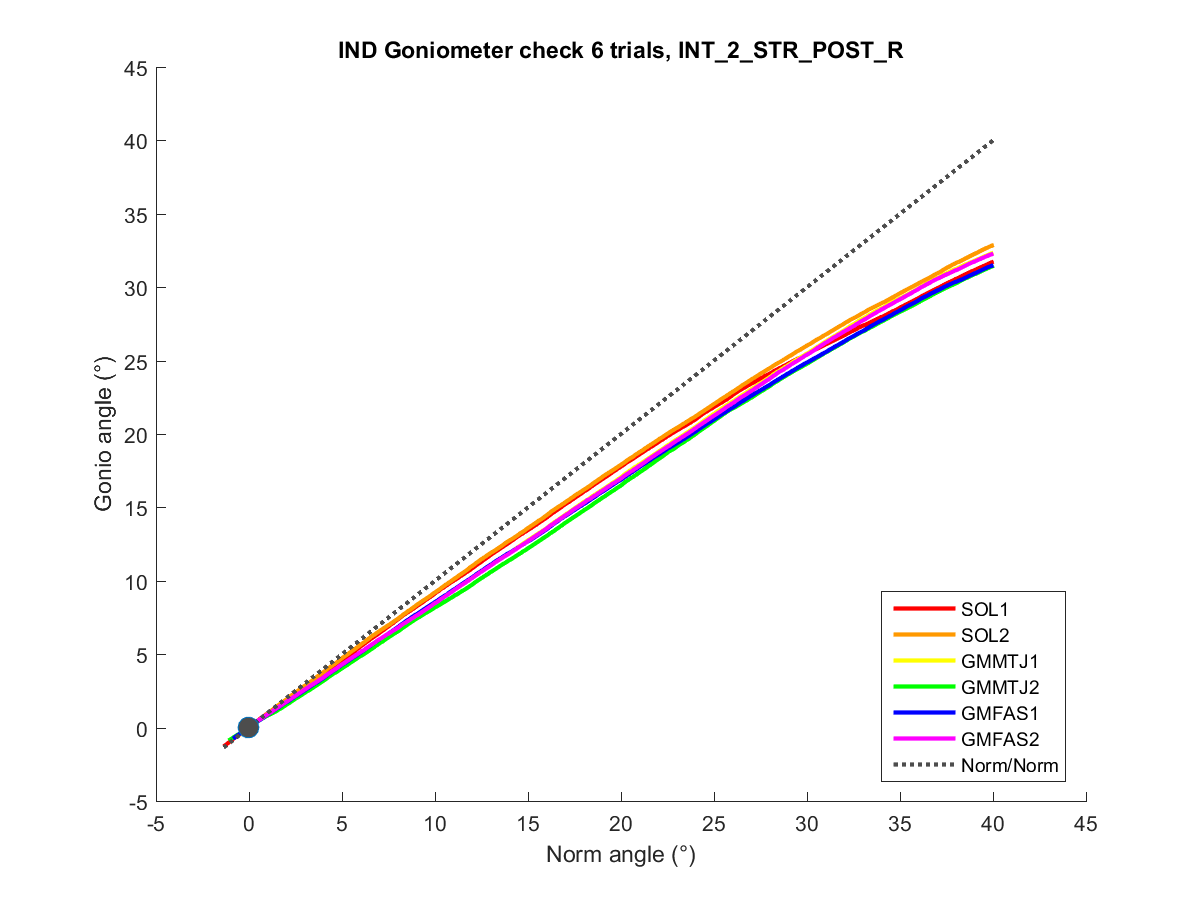 IND Goniometer check 6 trials, INT_2_STR_POST_R
45
40
35
30
25
20
15
10
5
0
-5
Gonio angle (°)
-5 0 5 10 15 20 25 30 35 40 45
Norm angle (°)
SOL1
SOL2
GMMTJ1
GMMTJ2
GMFAS1
GMFAS2
Norm/Norm